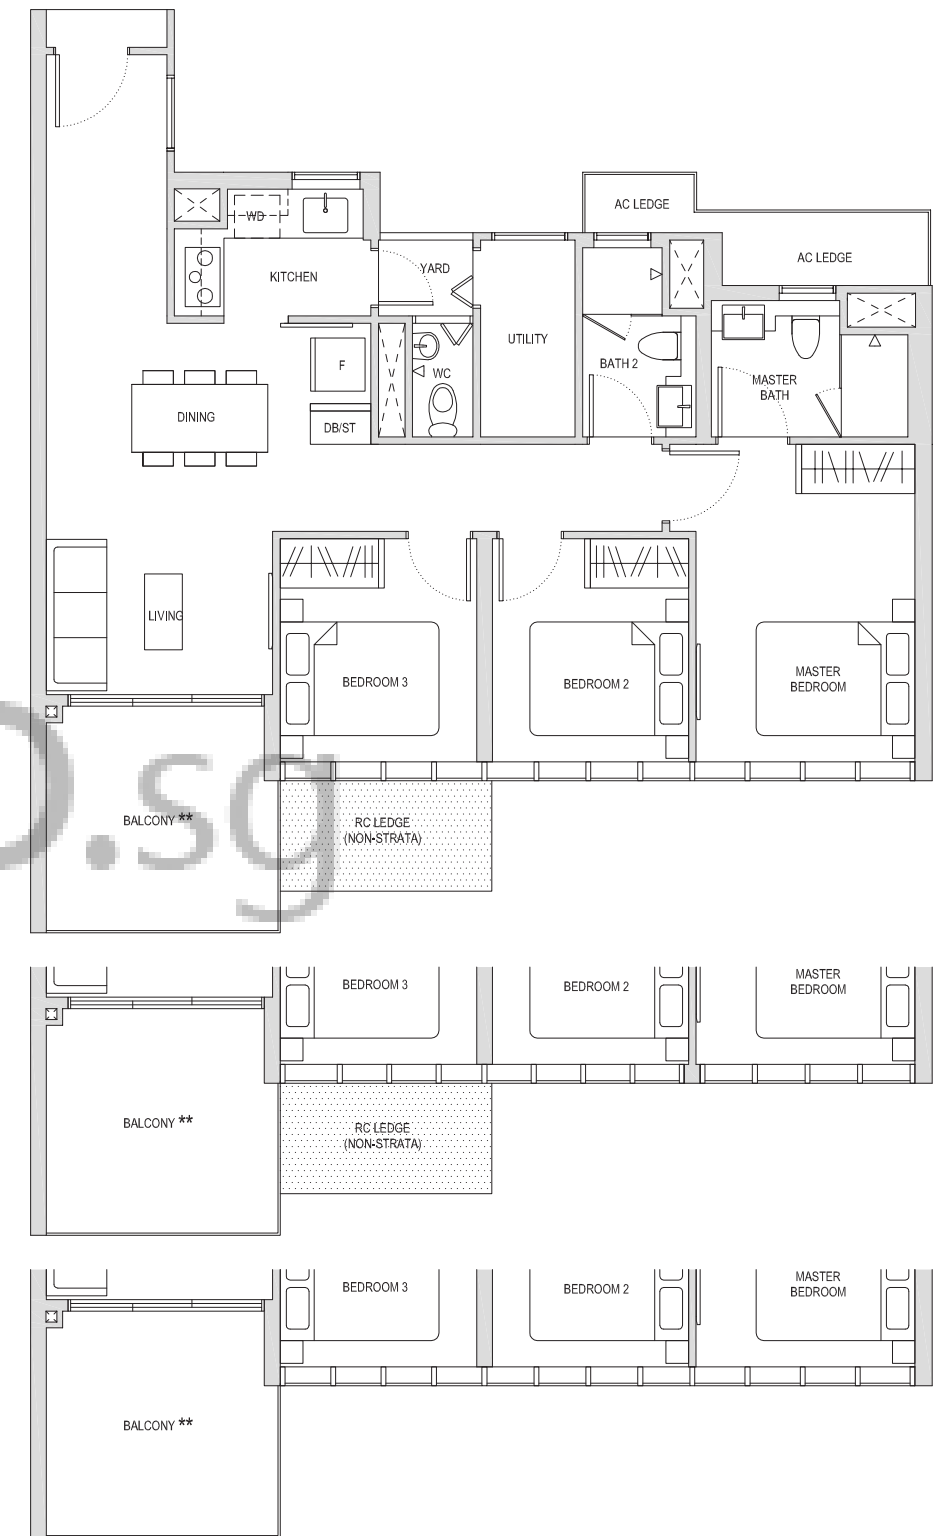 AC LEDGE
WD
AC LEDGE
KITCHEN
YARD
UTILITY
F
WC
BATH 2
MASTER
BATH
DINING
DB/ST
LIVING
BEDROOM 3
BEDROOM 2
MASTER
BEDROOM
BALCONY **
RC LEDGE
(NON-STRATA)
.sg
BEDROOM 3
BEDROOM 2
MASTER
BEDROOM
BALCONY **
RC LEDGE
(NON-STRATA)
BEDROOM 3
BEDROOM 2
MASTER
BEDROOM
BALCONY **